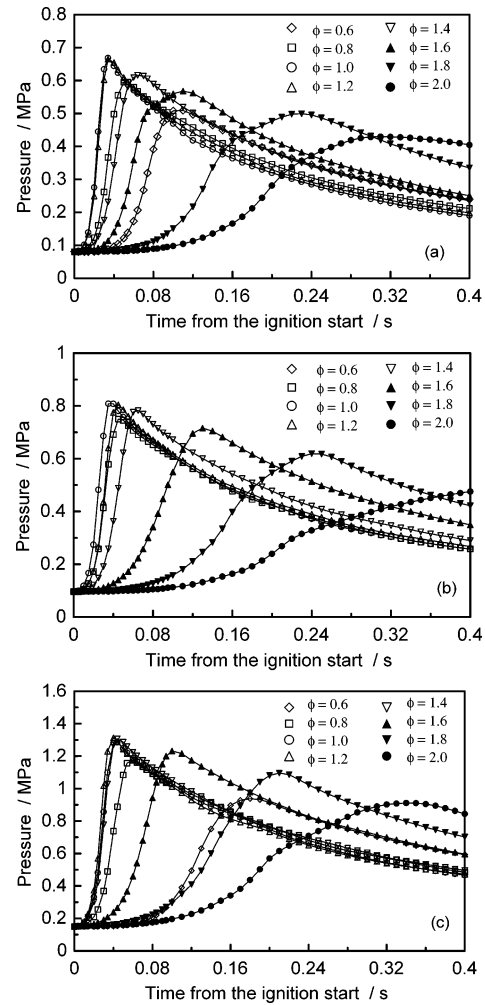 0.8
0.7
0.6
0.5
0.4
0.3
0.2
0.1
0
Pressure / MPa
ϕ = 0.6
ϕ = 0.8
ϕ = 1.0
ϕ = 1.2
ϕ = 1.4
ϕ = 1.6
ϕ = 1.8
ϕ = 2.0
(a)
0 0.08 0.16 0.24 0.32 0.4
Time from the ignition start / s
1
0.8
0.6
0.4
0.2
0
Pressure / MPa
ϕ = 0.6
ϕ = 0.8
ϕ = 1.0
ϕ = 1.2
ϕ = 1.4
ϕ = 1.6
ϕ = 1.8
ϕ = 2.0
(b)
0 0.08 0.16 0.24 0.32 0.4
Time from the ignition start / s
1.6
1.4
1.2
1
0.8
0.6
0.4
0.2
0
Pressure / MPa
ϕ = 0.6
ϕ = 0.8
ϕ = 1.0
ϕ = 1.2
ϕ = 1.4
ϕ = 1.6
ϕ = 1.8
ϕ = 2.0
(c)
0 0.08 0.16 0.24 0.32 0.4
Time from the ignition start / s